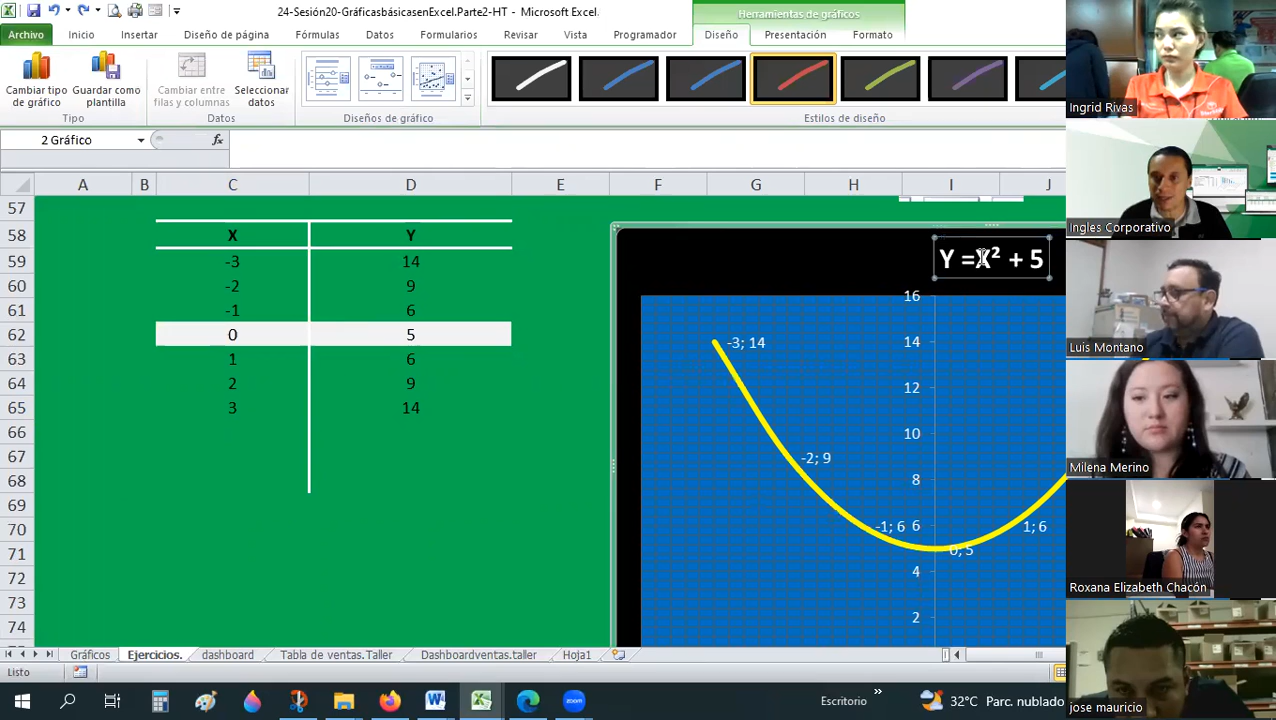 24-Sesión20-GráficasbásicasenExcel.Parte2-HT - Microsoft Excel.
Herramientas de gráficos
Archivo Inicio Insertar Diseño de página Fórmulas Datos Formularios Revisar Vista Programador Diseño Presentación Formato
Cambiar tipo de gráfico
Guardar como plantilla
Cambiar entre filas y columnas
Seleccionar datos
Tipo Datos Diseños de gráfico Estilos de diseño
2 Gráfico fx
A B C D E F G H I J
57
58 X Y
59 -3 14
60 -2 9
61 -1 6
0 5
63 1 6
64 2 9
65 3 14
67
68
69
70
71
72
73
Y =X² + 5
16
14
12
10
8
6
4
2
-3; 14
-2; 9
-1; 6
0; 5
1; 6
Gráficos Ejercicios. dashboard Tabla de ventas.Taller Dashboardventas.taller Hoja1
Listo
Escritorio » 32°C Parc. nublado
Ingrid Rivas
Ingles Corporativo
Luis Montano
Milena Merino
Roxana Elizabeth Chacón
jose mauricio